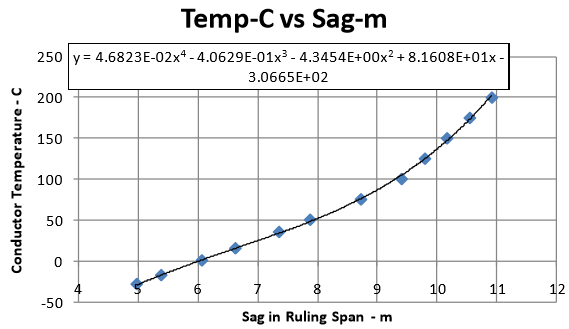 Temp-C vs Sag-m
y = 4.6823E-02x⁴ - 4.0629E-01x³ - 4.3454E+00x² + 8.1608E+01x -
3.0665E+02
250
200
150
100
50
0
-50
4 5 6 7 8 9 10 11 12
Conductor Temperature - C
Sag in Ruling Span - m